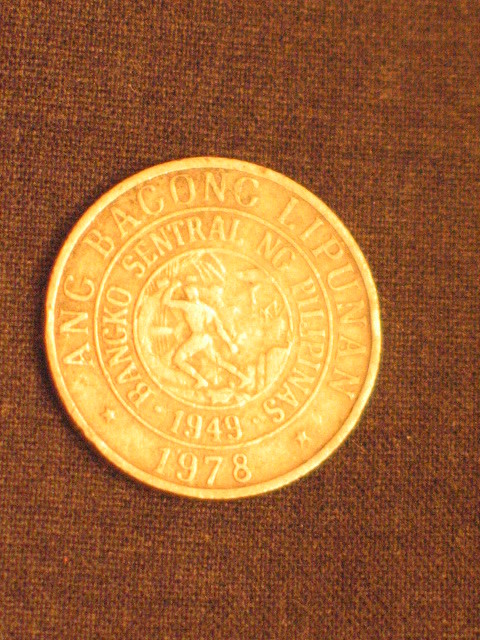 ANG BAGONG LIPUNAN
BANGKO SENTRAL NG PILIPINAS
1949
1978